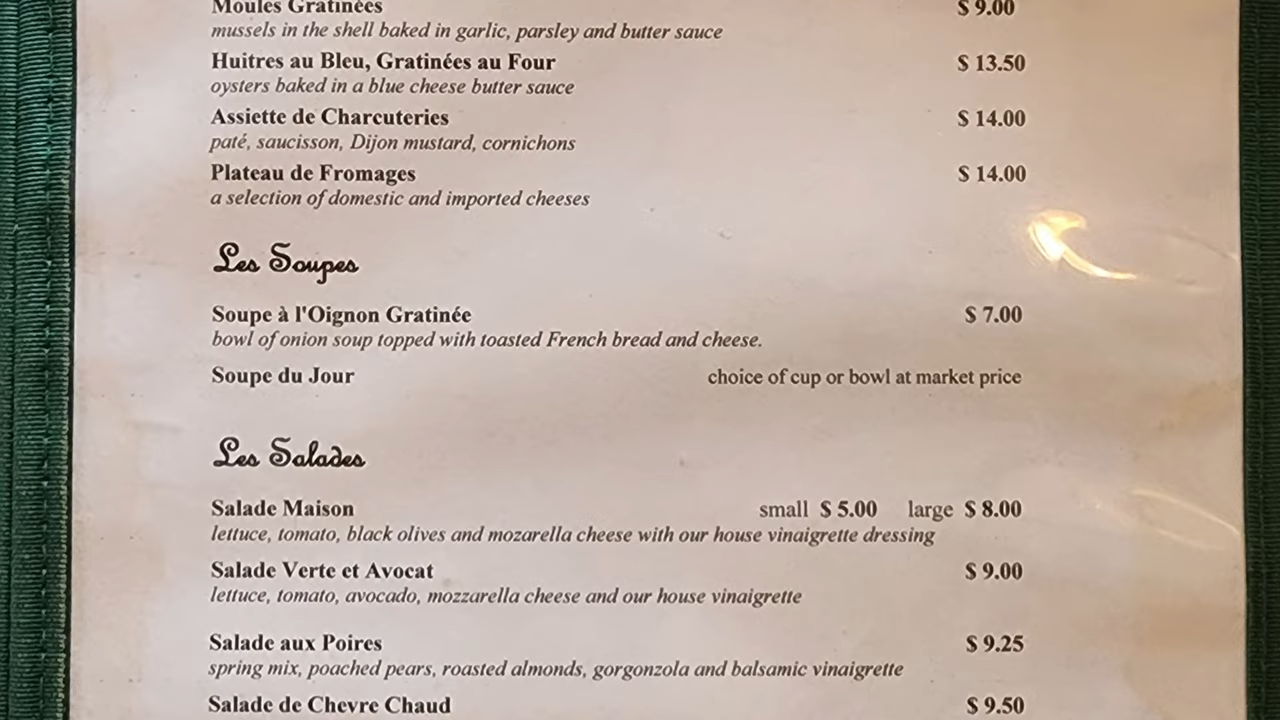 Moules Gratinées $ 9.00
mussels in the shell baked in garlic, parsley and butter sauce
Huitres au Bleu, Gratinées au Four $ 13.50
oysters baked in a blue cheese butter sauce
Assiette de Charcuteries $ 14.00
paté, saucisson, Dijon mustard, cornichons
Plateau de Fromages $ 14.00
a selection of domestic and imported cheeses
Les Soupes
Soupe à l'Oignon Gratinée $ 7.00
bowl of onion soup topped with toasted French bread and cheese.
Soupe du Jour choice of cup or bowl at market price
Les Salades
Salade Maison small $ 5.00 large $ 8.00
lettuce, tomato, black olives and mozarella cheese with our house vinaigrette dressing
Salade Verte et Avocat $ 9.00
lettuce, tomato, avocado, mozzarella cheese and our house vinaigrette
Salade aux Poires $ 9.25
spring mix, poached pears, roasted almonds, gorgonzola and balsamic vinaigrette
Salade de Chevre Chaud $ 9.50